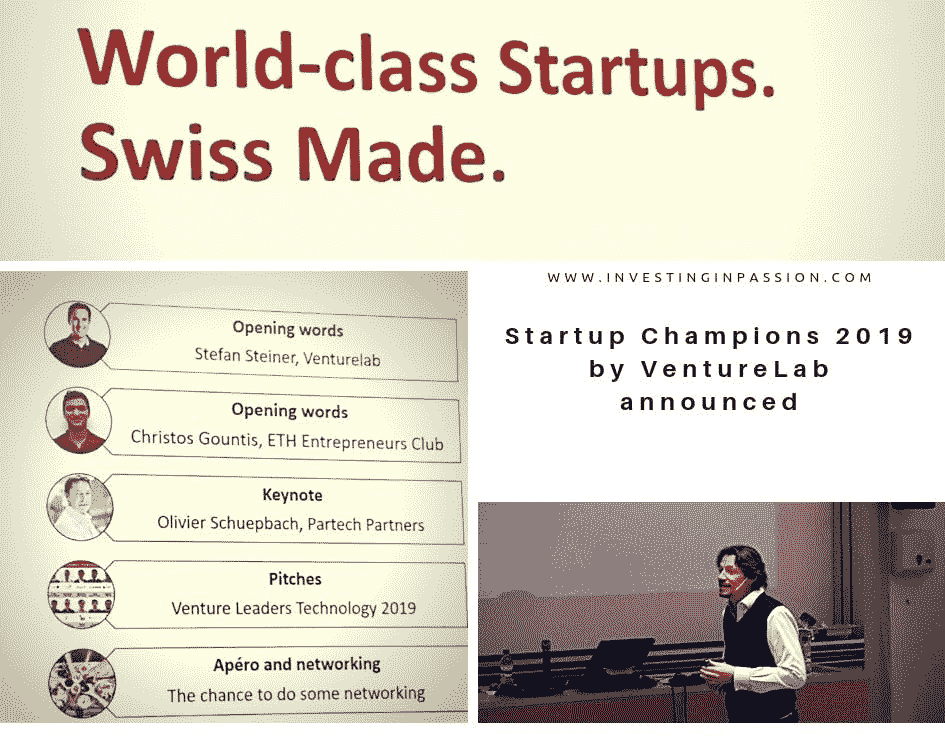 World-class Startups.
Swiss Made.
WWW.INVESTINGINPASSION.COM
Startup Champions 2019
by VentureLab
announced
Opening words
Stefan Steiner, Venturelab
Opening words
Christos Gountis, ETH Entrepreneurs Club
Keynote
Olivier Schuepbach, Partech Partners
Pitches
Venture Leaders Technology 2019
Apéro and networking
The chance to do some networking